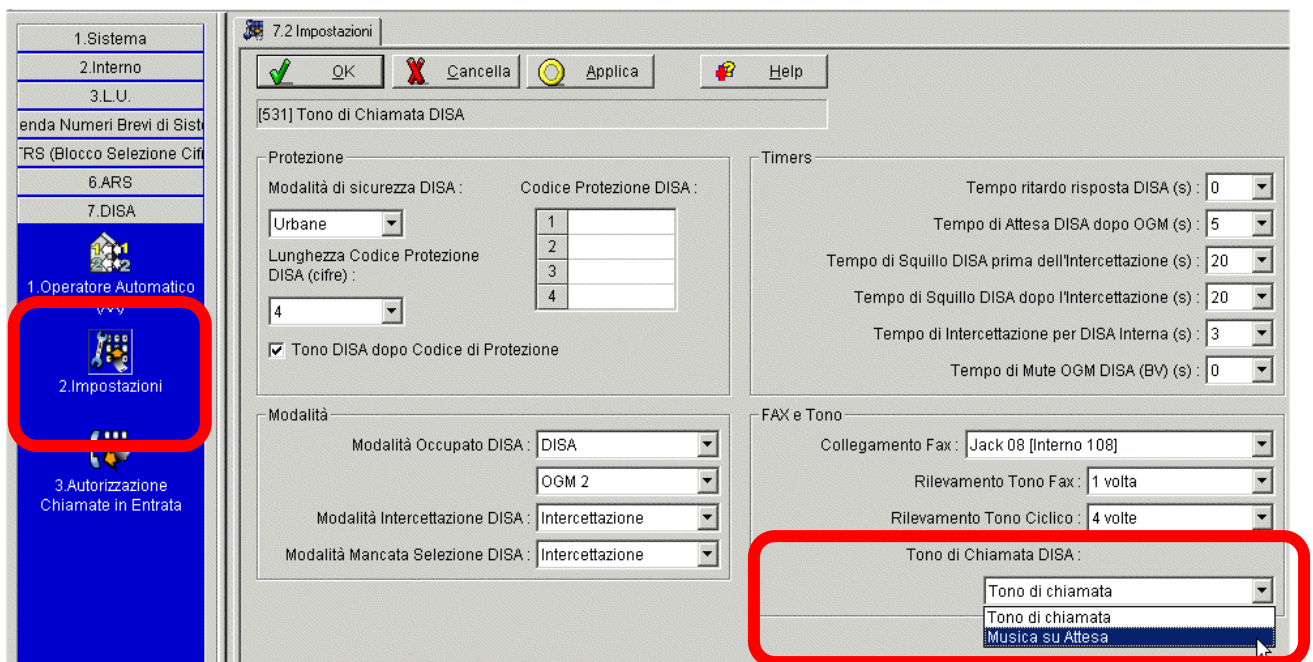 1.Sistema
2.Interno
3.L.U.
enda Numeri Brevi di Sist
RS (Blocco Selezione Cif
6.ARS
7.DISA
1.Operatore Automatico
2.Impostazioni
3.Autorizzazione
Chiamate in Entrata
7.2 Impostazioni
OK
Cancella
Applica
Help
[531] Tono di Chiamata DISA
Protezione
Modalità di sicurezza DISA :
Urbane
Lunghezza Codice Protezione
DISA (cifre) :
4
Codice Protezione DISA :
1
2
3
4
Tono DISA dopo Codice di Protezione
Timers
Tempo ritardo risposta DISA (s) : 0
Tempo di Attesa DISA dopo OGM (s) : 5
Tempo di Squillo DISA prima dell'Intercettazione (s) : 20
Tempo di Squillo DISA dopo l'Intercettazione (s) : 20
Tempo di Intercettazione per DISA Interna (s) : 3
Tempo di Mute OGM DISA (BV) (s) : 0
Modalità
Modalità Occupato DISA : DISA
OGM 2
Modalità Intercettazione DISA : Intercettazione
Modalità Mancata Selezione DISA : Intercettazione
FAX e Tono
Collegamento Fax : Jack 08 [Interno 108]
Rilevamento Tono Fax : 1 volta
Rilevamento Tono Ciclico : 4 volte
Tono di Chiamata DISA :
Tono di chiamata
Tono di chiamata
Musica su Attesa